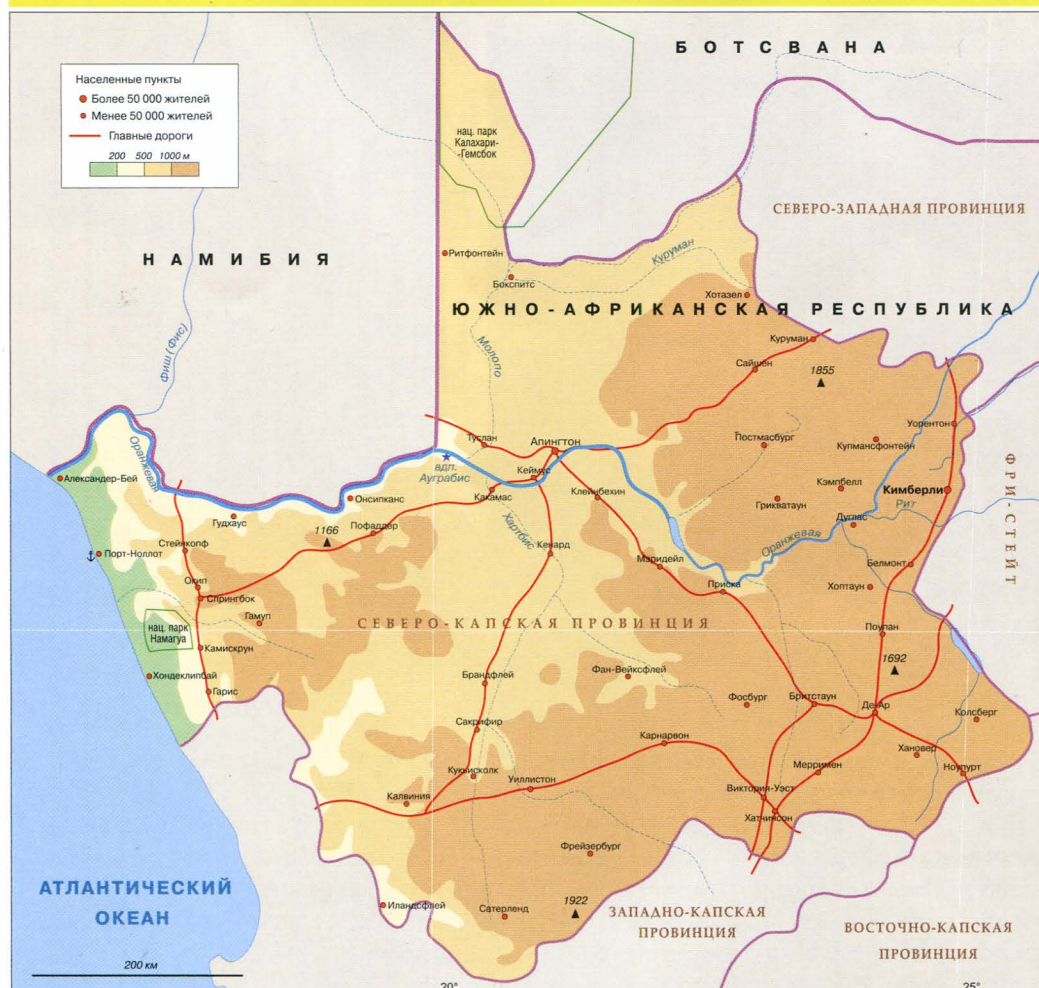 БОТСВАНА
Населенные пункты
Более 50 000 жителей
Менее 50 000 жителей
Главные дороги
200 500 1000 м
нац. парк
Калахари-
Гемсбок
СЕВЕРО-ЗАПАДНАЯ ПРОВИНЦИЯ
НАМИБИЯ
Ритфонтейн
Куруман
Бокспитс
Хотазел
ЮЖНО-АФРИКАНСКАЯ РЕСПУБЛИКА
Фиш (Фис)
Молопо
Куруман
Сайшен
1855
Оранжевая
Туслан
Апингтон
Постмасбург
Уорентон
Купмансфонтейн
вдп.
Ауграбис
Александер-Бей
Кеймус
Какамас
Клейнбехин
Кэмпбелл
Кимберли
ФРИ-СТЕЙТ
Онсипканс
Грикватаун
Рит
Гудхаус
Пофаддер
Хартбис
Дуглас
1166
Оранжевая
Стейнкопф
Порт-Ноллот
Кенард
Мэридейл
Белмонт
Окип
Приска
Хоптаун
Спрингбок
Гамуп
СЕВЕРО-КАПСКАЯ ПРОВИНЦИЯ
нац. парк
Намагуа
Поупан
Камискрун
1692
Хондеклипбай
Брандфлей
Фан-Вейксфлей
Гарис
Фосбург
Бритстаун
Де-Ар
Колсберг
Сакрифир
Карнарвон
Хановер
Мерримен
Ноупурт
Кукьисколк
Уиллистон
Виктория-Уэст
Калвиния
Хатчинсон
Фрейзербург
АТЛАНТИЧЕСКИЙ
ОКЕАН
Иландсфлей
Сатерленд
1922
ЗАПАДНО-КАПСКАЯ
ПРОВИНЦИЯ
ВОСТОЧНО-КАПСКАЯ
ПРОВИНЦИЯ
200 км
20°
25°